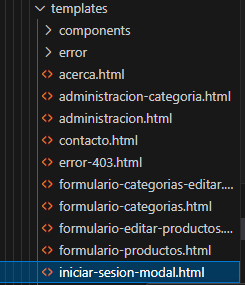 templates
components
error
acerca.html
administracion-categoria.html
administracion.html
contacto.html
error-403.html
formulario-categorias-editar....
formulario-categorias.html
formulario-editar-productos....
formulario-productos.html
iniciar-sesion-modal.html